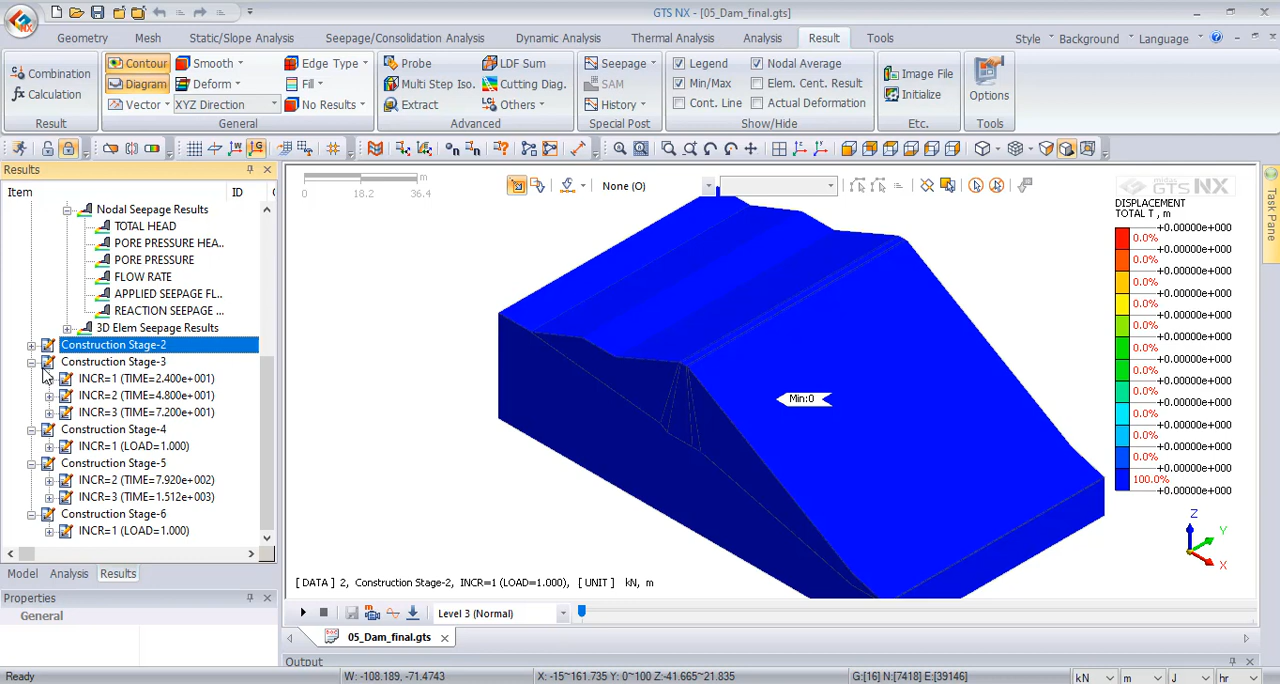 GTS NX - [05_Dam_final.gts]
Geometry Mesh Static/Slope Analysis Seepage/Consolidation Analysis Dynamic Analysis Thermal Analysis Analysis Result Tools Style Background Language
Combination
Calculation
Result
Contour Smooth Edge Type
Diagram Deform Fill
Vector XYZ Direction No Results
General
Probe LDF Sum
Multi Step Iso. Cutting Diag.
Extract Others
Advanced
Seepage
SAM
History
Special Post
Legend Nodal Average
Min/Max Elem. Cent. Result
Cont. Line Actual Deformation
Show/Hide
Image File
Initialize
Etc.
Options
Tools
Results
Item ID
Nodal Seepage Results
TOTAL HEAD
PORE PRESSURE HEA..
PORE PRESSURE
FLOW RATE
APPLIED SEEPAGE FL..
REACTION SEEPAGE ...
3D Elem Seepage Results
Construction Stage-2
Construction Stage-3
INCR=1 (TIME=2.400e+001)
INCR=2 (TIME=4.800e+001)
INCR=3 (TIME=7.200e+001)
Construction Stage-4
INCR=1 (LOAD=1.000)
Construction Stage-5
INCR=2 (TIME=7.920e+002)
INCR=3 (TIME=1.512e+003)
Construction Stage-6
INCR=1 (LOAD=1.000)
Model Analysis Results
Properties
General
m
0 18.2 36.4
None (O)
midas GTS NX
DISPLACEMENT
TOTAL T , m
+0.00000e+000
0.0%
+0.00000e+000
0.0%
+0.00000e+000
0.0%
+0.00000e+000
0.0%
+0.00000e+000
0.0%
+0.00000e+000
0.0%
+0.00000e+000
0.0%
+0.00000e+000
0.0%
+0.00000e+000
0.0%
+0.00000e+000
0.0%
+0.00000e+000
0.0%
+0.00000e+000
100.0%
+0.00000e+000
Min:0
Z
Y
X
[ DATA ] 2, Construction Stage-2, INCR=1 (LOAD=1.000), [ UNIT ] kN, m
Level 3 (Normal)
05_Dam_final.gts
Output
Task Pane
Ready W: -108.189, -71.4743 X: -15~161.735 Y: 0~100 Z:-41.665~21.835 G:[16] N:[7418] E:[39146] kN m J hr